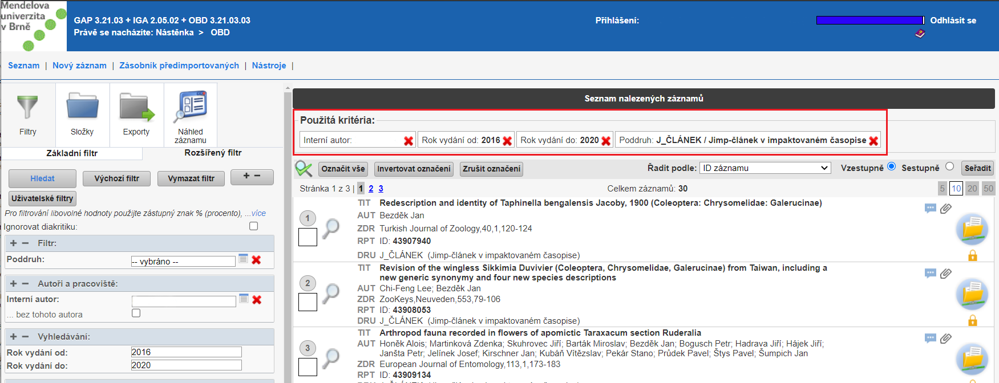 Mendelova
univerzita
v Brně
GAP 3.21.03 + IGA 2.05.02 + OBD 3.21.03.03
Právě se nacházíte: Nástěnka > OBD
Přihlášení:
Odhlásit se
Seznam | Nový záznam | Zásobník předimportovaných | Nástroje |
Filtry
Složky
Exporty
Náhled
záznamu
Základní filtr
Rozšířený filtr
Hledat
Výchozí filtr
Vymazat filtr
+ −
Uživatelské filtry
Pro filtrování libovolné hodnoty použijte zástupný znak % (procento), ...více
Ignorovat diakritiku:
+ − Filtr:
Poddruh:
-- vybráno --
+ − Autoři a pracoviště:
Interní autor:
... bez tohoto autora
+ − Vyhledávání:
Rok vydání od:
2016
Rok vydání do:
2020
Seznam nalezených záznamů
Použitá kritéria:
Interní autor:
Rok vydání od: 2016
Rok vydání do: 2020
Poddruh: J_ČLÁNEK / Jimp-článek v impaktovaném časopise
Označit vše
Invertovat označení
Zrušit označení
Řadit podle:
ID záznamu
Vzestupně
Sestupně
Seřadit
Stránka 1 z 3 | 1 2 3
Celkem záznamů: 30
5 10 20 50
1
TIT Redescription and identity of Taphinella bengalensis Jacoby, 1900 (Coleoptera: Chrysomelidae: Galerucinae)
AUT Bezděk Jan
ZDR Turkish Journal of Zoology,40,1,120-124
RPT ID: 43907940
DRU J_ČLÁNEK (Jimp-článek v impaktovaném časopise)
2
TIT Revision of the wingless Sikkimia Duvivier (Coleoptera, Chrysomelidae, Galerucinae) from Taiwan, including a
new generic synonymy and four new species descriptions
AUT Chi-Feng Lee; Bezděk Jan
ZDR ZooKeys,Neuveden,553,79-106
RPT ID: 43908053
DRU J_ČLÁNEK (Jimp-článek v impaktovaném časopise)
3
TIT Arthropod fauna recorded in flowers of apomictic Taraxacum section Ruderalia
AUT Honěk Alois; Martinková Zdenka; Skuhrovec Jiří; Barták Miroslav; Bezděk Jan; Bogusch Petr; Hadrava Jiří; Hájek Jiří;
Janšta Petr; Jelínek Josef; Kirschner Jan; Kubáň Vítězslav; Pekár Stano; Průdek Pavel; Štys Pavel; Šumpich Jan
ZDR European Journal of Entomology,113,1,173-183
RPT ID: 43909134